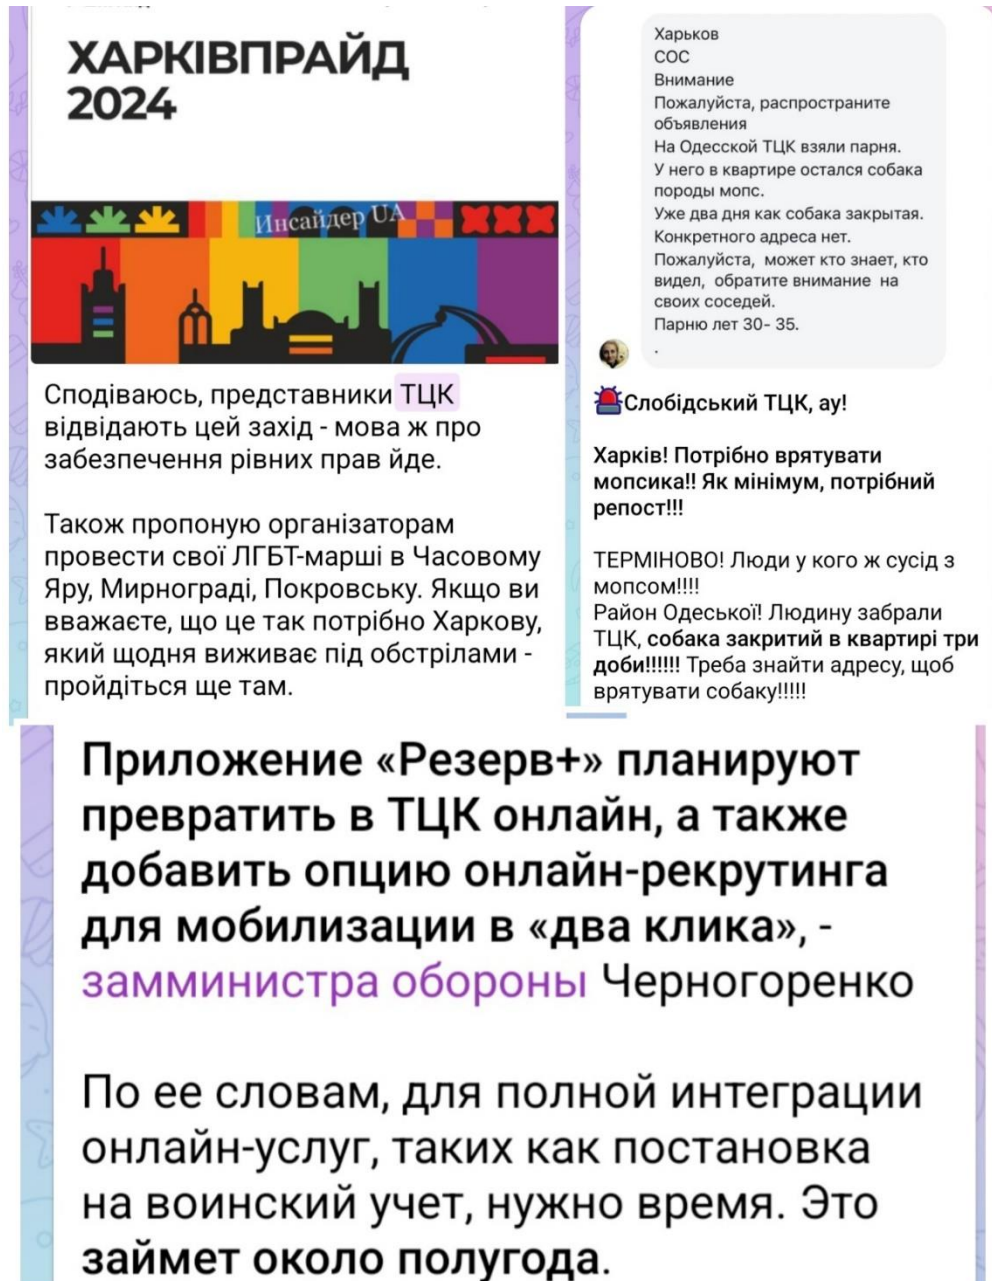 ХАРКІВПРАЙД
2024
Инсайдер UA
Сподіваюсь, представники ТЦК
відвідають цей захід - мова ж про
забезпечення рівних прав йде.
Також пропоную організаторам
провести свої ЛГБТ-марші в Часовому
Яру, Мирнограді, Покровську. Якщо ви
вважаєте, що це так потрібно Харкову,
який щодня виживає під обстрілами -
пройдіться ще там.
Харьков
СОС
Внимание
Пожалуйста, распространите
объявления
На Одесской ТЦК взяли парня.
У него в квартире остался собака
породы мопс.
Уже два дня как собака закрытая.
Конкретного адреса нет.
Пожалуйста, может кто знает, кто
видел, обратите внимание на
своих соседей.
Парню лет 30- 35.
.
Слобідський ТЦК, ау!
Харків! Потрібно врятувати
мопсика!! Як мінімум, потрібний
репост!!!
ТЕРМІНОВО! Люди у кого ж сусід з
мопсом!!!!
Район Одеської! Людину забрали
ТЦК, собака закритий в квартирі три
доби!!!!!! Треба знайти адресу, щоб
врятувати собаку!!!!!
Приложение «Резерв+» планируют
превратить в ТЦК онлайн, а также
добавить опцию онлайн-рекрутинга
для мобилизации в «два клика», -
замминистра обороны Черногоренко
По ее словам, для полной интеграции
онлайн-услуг, таких как постановка
на воинский учет, нужно время. Это
займет около полугода.